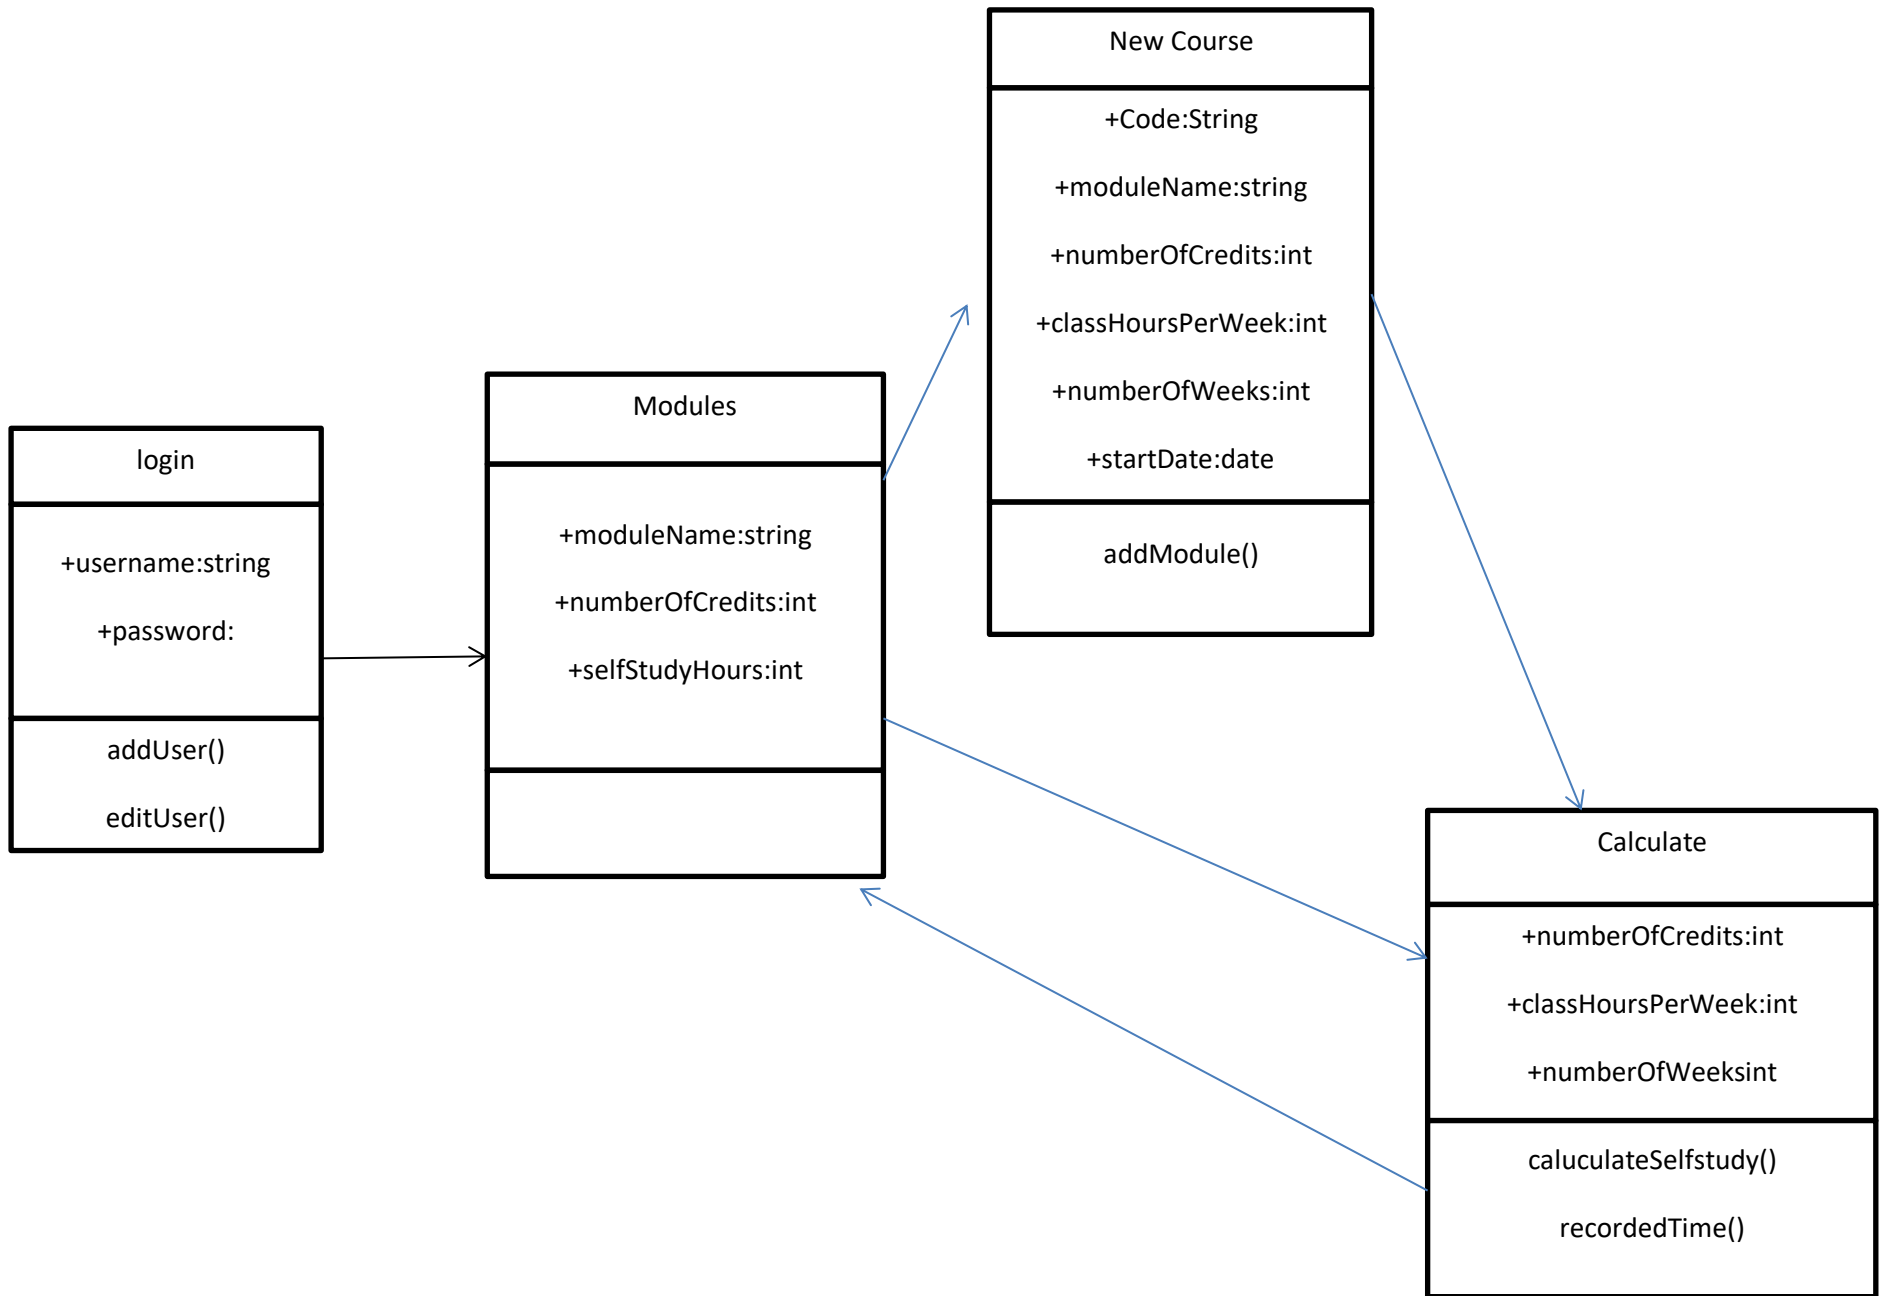 login
+username:string
+password:
addUser()
editUser()
Modules
+moduleName:string
+numberOfCredits:int
+selfStudyHours:int
New Course
+Code:String
+moduleName:string
+numberOfCredits:int
+classHoursPerWeek:int
+numberOfWeeks:int
+startDate:date
addModule()
Calculate
+numberOfCredits:int
+classHoursPerWeek:int
+numberOfWeeksint
caluculateSelfstudy()
recordedTime()